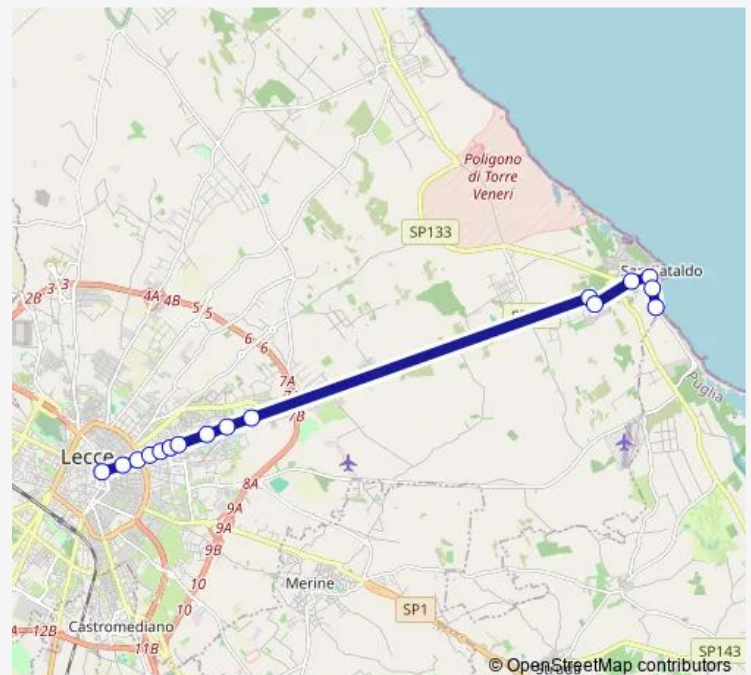 Poligono
di Torre
Veneri
SP133
San Cataldo
3
3
2B
4A 4B
5
5
6
6
7A
7B
Puglia
Lecce
8A
9A
9A
9B
10
10
Merine
SP1
Castromediano
A
12B
11B
SP143
© OpenStreetMap contributors